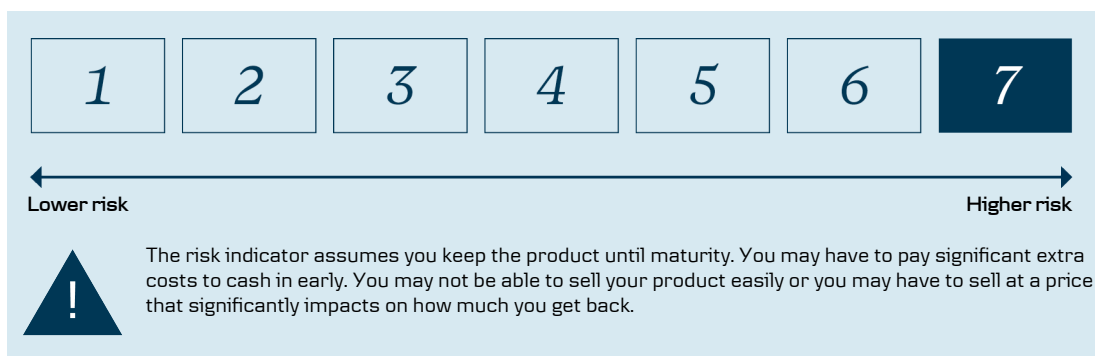 1 2 3 4 5 6 7
Lower risk Higher risk
The risk indicator assumes you keep the product until maturity. You may have to pay significant extra
costs to cash in early. You may not be able to sell your product easily or you may have to sell at a price
that significantly impacts on how much you get back.
!